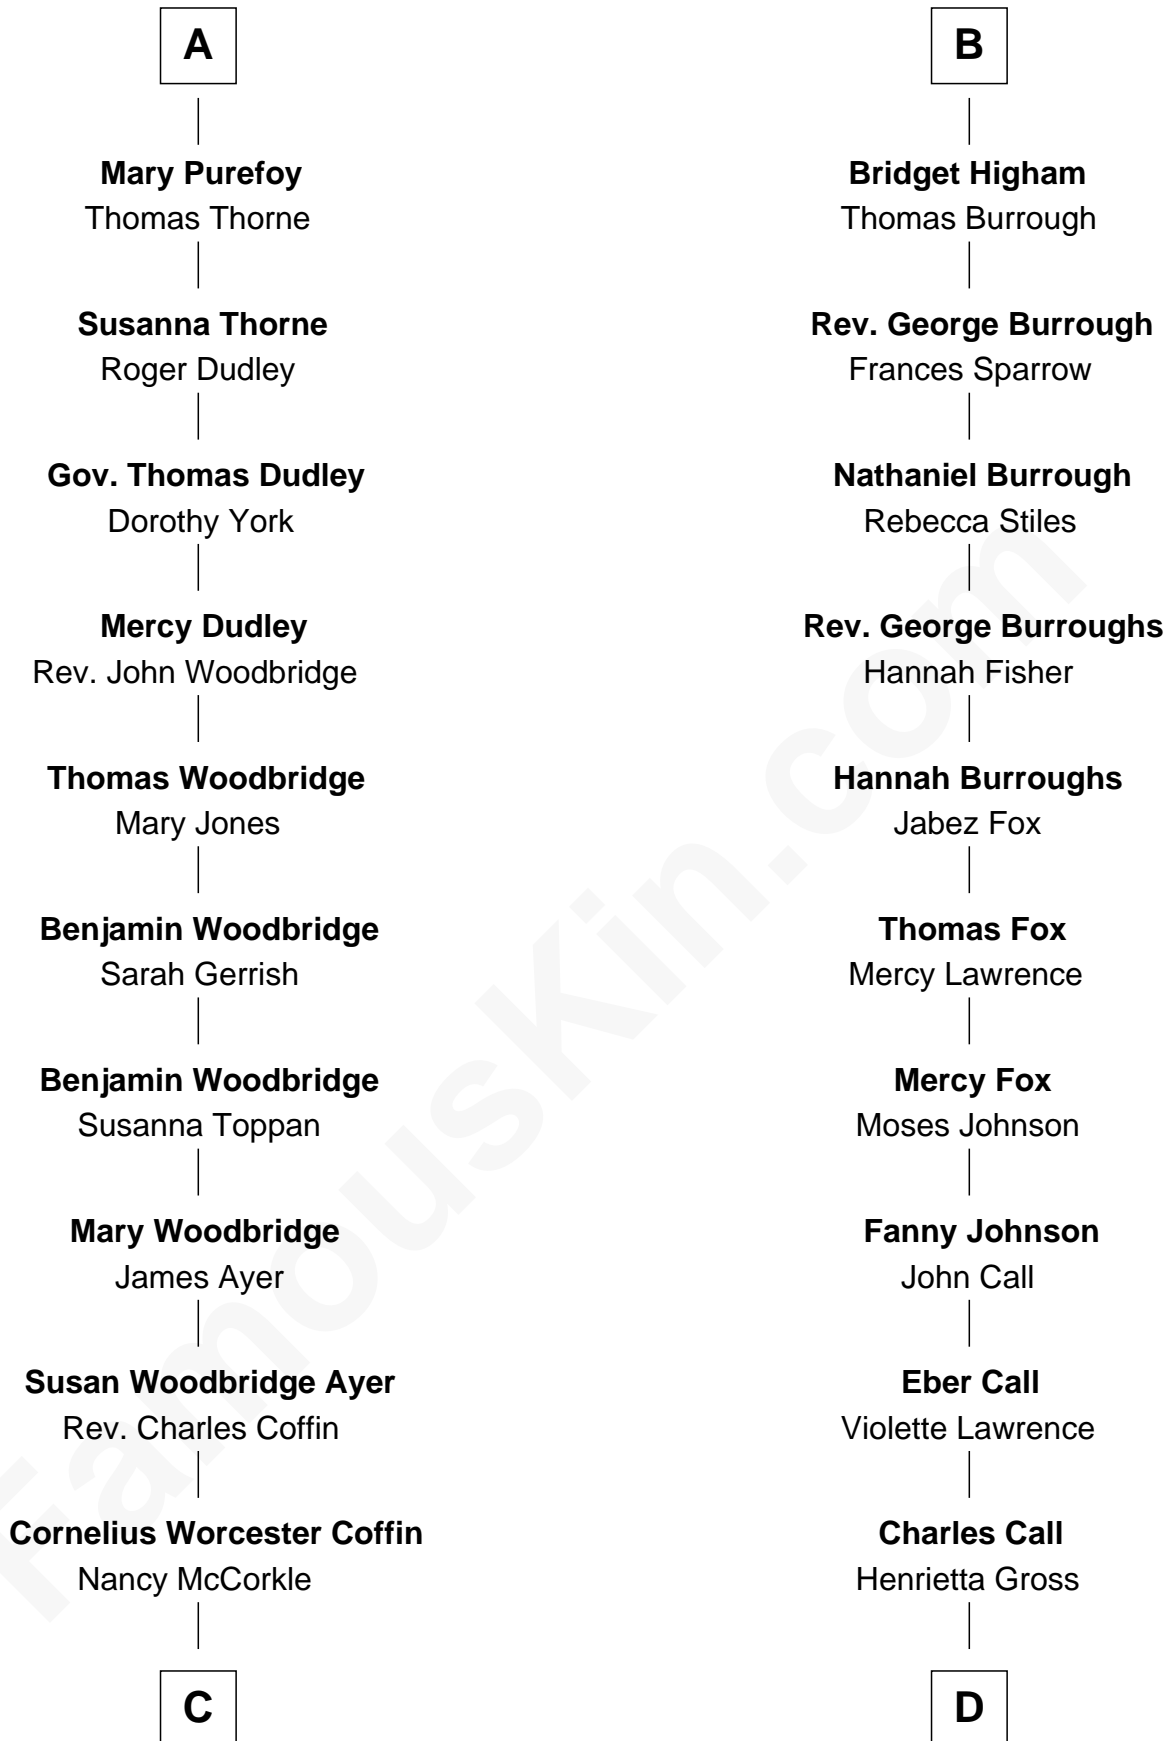 A
Mary Purefoy
Thomas Thorne
Susanna Thorne
Roger Dudley
Gov. Thomas Dudley
Dorothy York
Mercy Dudley
Rev. John Woodbridge
Thomas Woodbridge
Mary Jones
Benjamin Woodbridge
Sarah Gerrish
Benjamin Woodbridge
Susanna Toppan
Mary Woodbridge
James Ayer
Susan Woodbridge Ayer
Rev. Charles Coffin
Cornelius Worcester Coffin
Nancy McCorkle
C
B
Bridget Higham
Thomas Burrough
Rev. George Burrough
Frances Sparrow
Nathaniel Burrough
Rebecca Stiles
Rev. George Burroughs
Hannah Fisher
Hannah Burroughs
Jabez Fox
Thomas Fox
Mercy Lawrence
Mercy Fox
Moses Johnson
Fanny Johnson
John Call
Eber Call
Violette Lawrence
Charles Call
Henrietta Gross
D
FamousKin.com